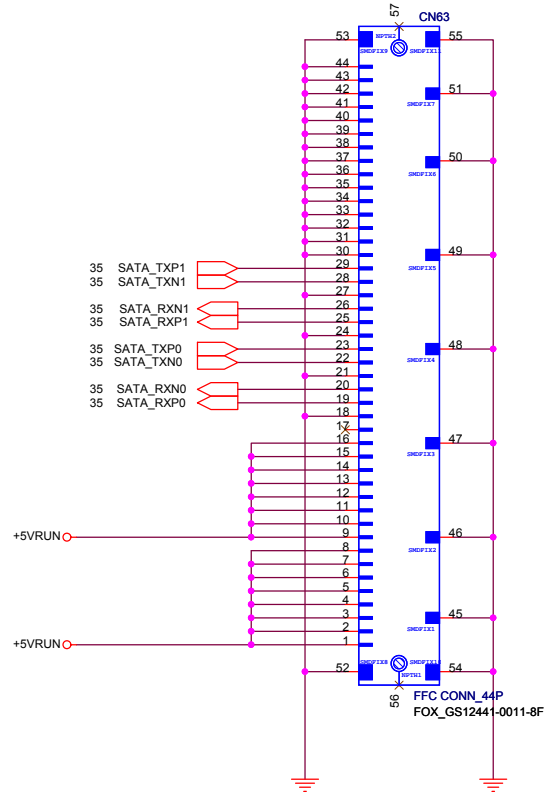 57
CN63
53
NPTH2
55
SMDFIX9
SMDFIX11
44
43
51
42
SMDFIX7
41
40
39
38
50
37
SMDFIX6
36
35
34
33
32
31
49
30
35 SATA_TXP1
29
SMDFIX5
35 SATA_TXN1
28
27
35 SATA_RXN1
26
35 SATA_RXP1
25
24
48
35 SATA_TXP0
23
SMDFIX4
35 SATA_TXN0
22
21
35 SATA_RXN0
20
35 SATA_RXP0
19
18
17
47
16
SMDFIX3
15
14
13
12
11
10
46
+5VRUN
9
SMDFIX2
8
7
6
5
4
45
3
SMDFIX1
2
+5VRUN
1
52
SMDFIX8
SMDFIX10
54
NPTH1
56
FFC CONN_44P
FOX_GS12441-0011-8F